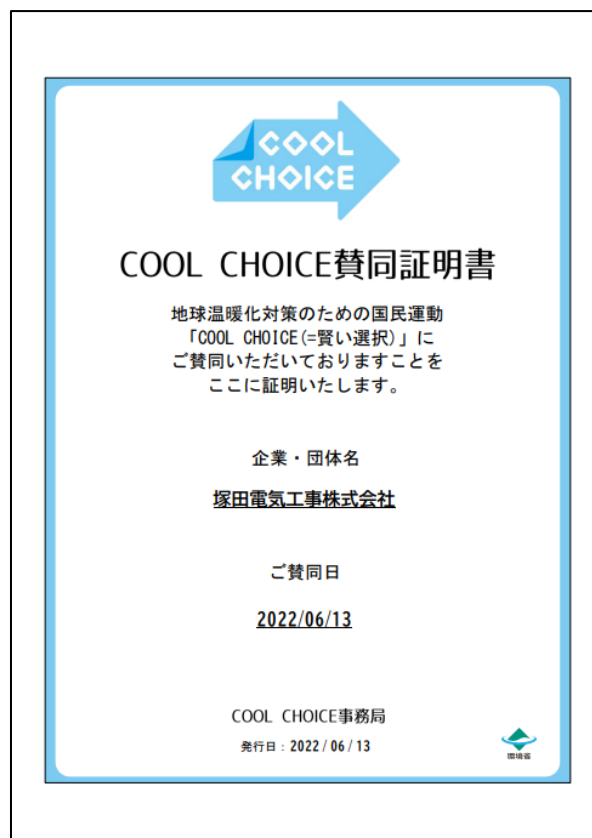 COOL
CHOICE
COOL CHOICE賛同証明書
地球温暖化対策のための国民運動
「COOL CHOICE(=賢い選択)」に
ご賛同いただいておりますことを
ここに証明いたします。
企業・団体名
塚田電気工事株式会社
ご賛同日
2022/06/13
COOL CHOICE事務局
発行日：2022/06/13
環境省